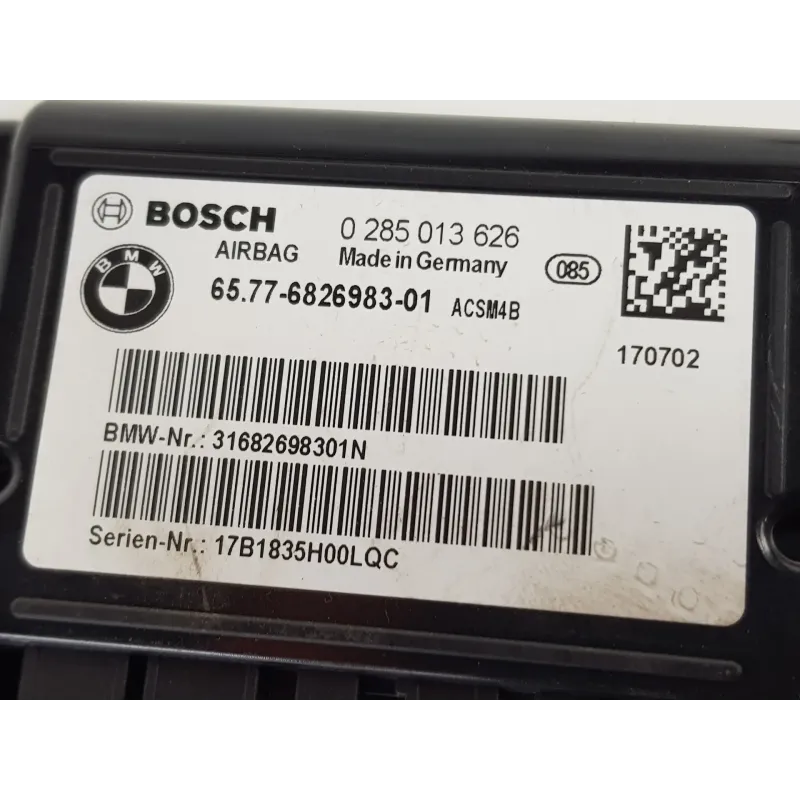 BOSCH 0 285 013 626
AIRBAG Made in Germany 085
BMW
65.77-6826983-01 ACSM4B
170702
BMW-Nr.: 31682698301N
Serien-Nr.: 17B1835H00LQC